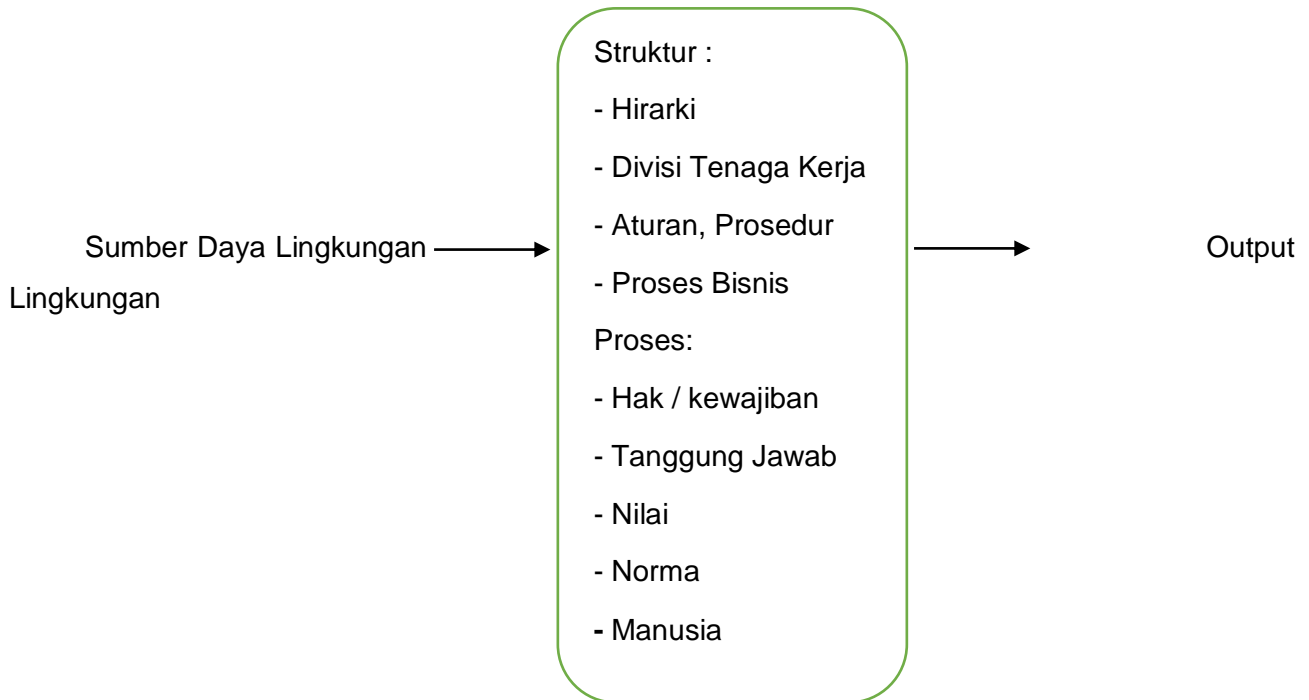 Struktur :
- Hirarki
- Divisi Tenaga Kerja
- Aturan, Prosedur
Sumber Daya Lingkungan
Output
Lingkungan
- Proses Bisnis
Proses:
- Hak / kewajiban
- Tanggung Jawab
- Nilai
- Norma
- Manusia